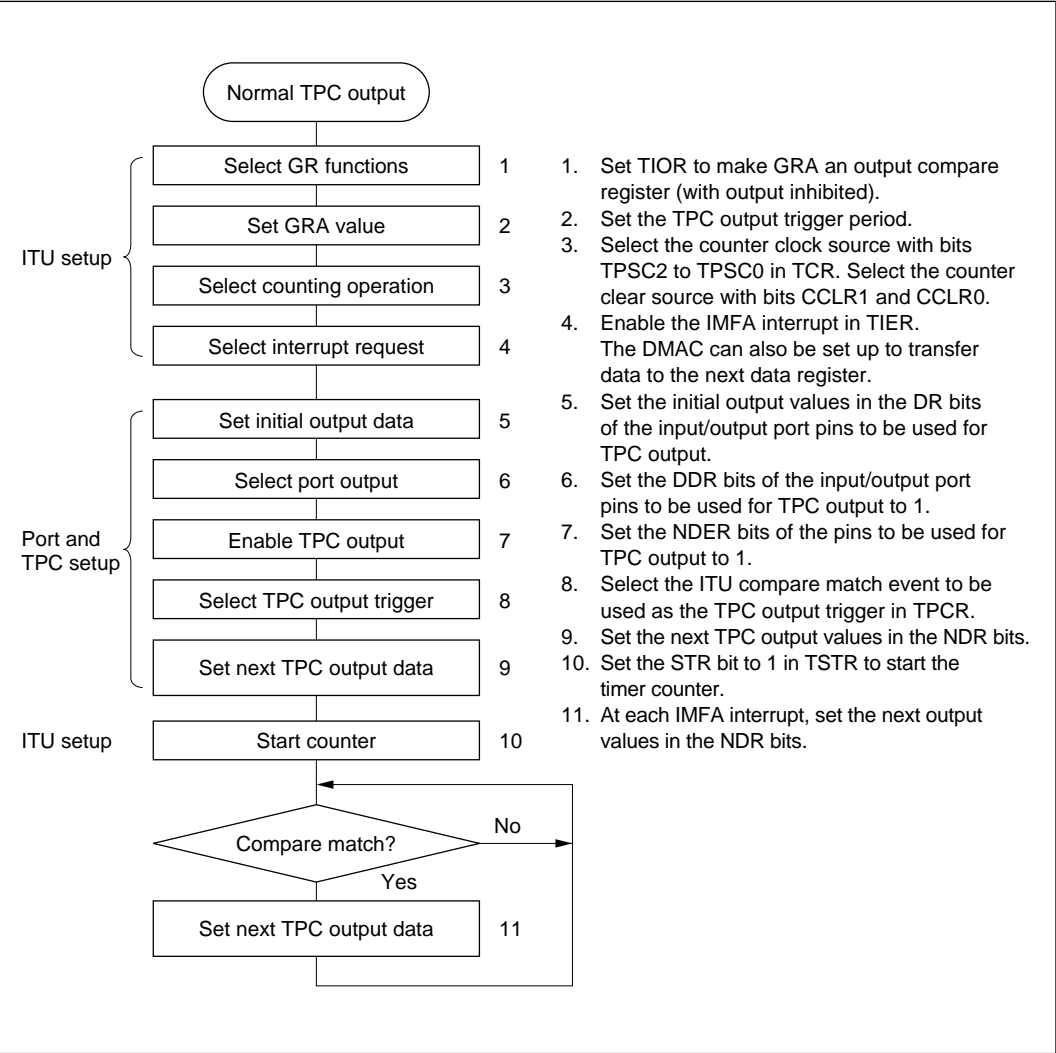 Normal TPC output
Select GR functions 1
Set GRA value 2
Select counting operation 3
Select interrupt request 4
ITU setup
Set initial output data 5
Select port output 6
Enable TPC output 7
Select TPC output trigger 8
Set next TPC output data 9
Port and
TPC setup
ITU setup
Start counter 10
Compare match?
No
Yes
Set next TPC output data 11
1. Set TIOR to make GRA an output compare
register (with output inhibited).
2. Set the TPC output trigger period.
3. Select the counter clock source with bits
TPSC2 to TPSC0 in TCR. Select the counter
clear source with bits CCLR1 and CCLR0.
4. Enable the IMFA interrupt in TIER.
The DMAC can also be set up to transfer
data to the next data register.
5. Set the initial output values in the DR bits
of the input/output port pins to be used for
TPC output.
6. Set the DDR bits of the input/output port
pins to be used for TPC output to 1.
7. Set the NDER bits of the pins to be used for
TPC output to 1.
8. Select the ITU compare match event to be
used as the TPC output trigger in TPCR.
9. Set the next TPC output values in the NDR bits.
10. Set the STR bit to 1 in TSTR to start the
timer counter.
11. At each IMFA interrupt, set the next output
values in the NDR bits.